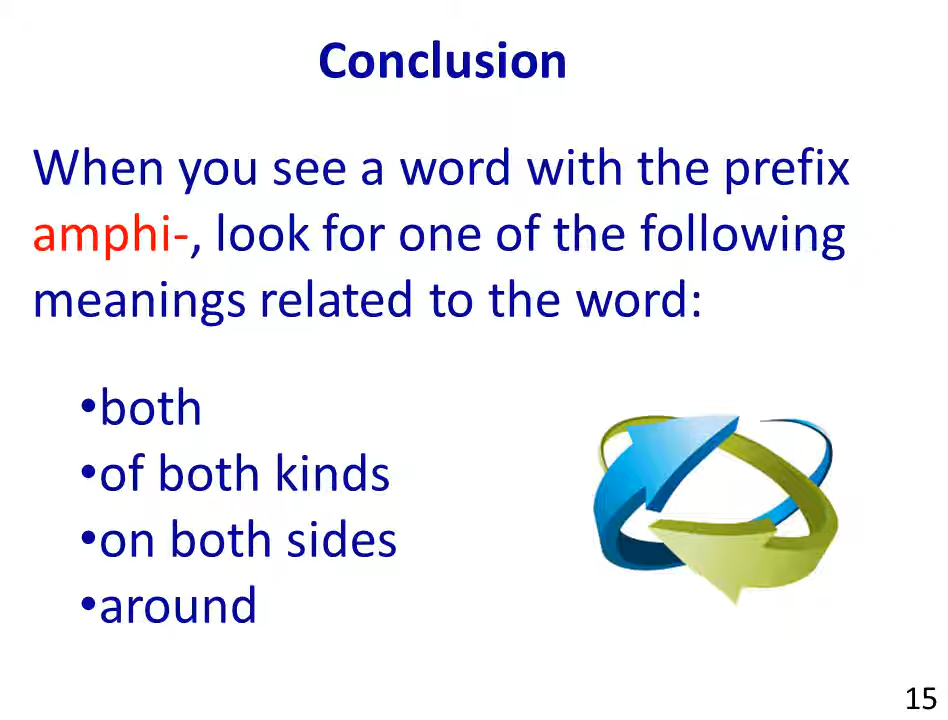 Conclusion
When you see a word with the prefix
amphi-, look for one of the following
meanings related to the word:
•both
•of both kinds
•on both sides
•around
15